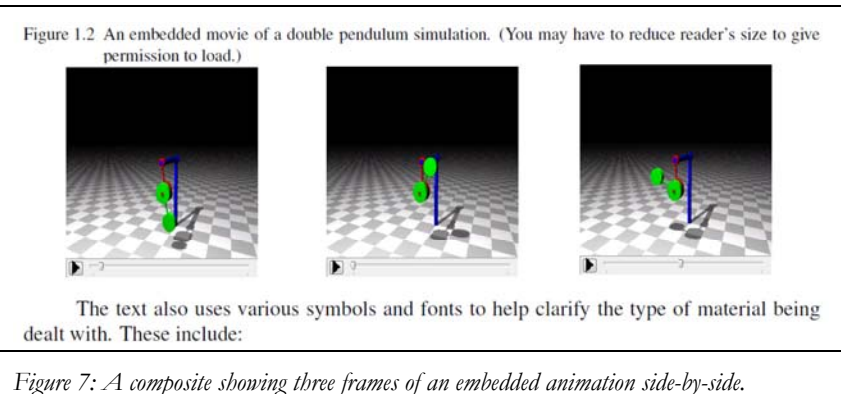 Figure 1.2 An embedded movie of a double pendulum simulation. (You may have to reduce reader's size to give
permission to load.)
The text also uses various symbols and fonts to help clarify the type of material being
dealt with. These include:
Figure 7: A composite showing three frames of an embedded animation side-by-side.